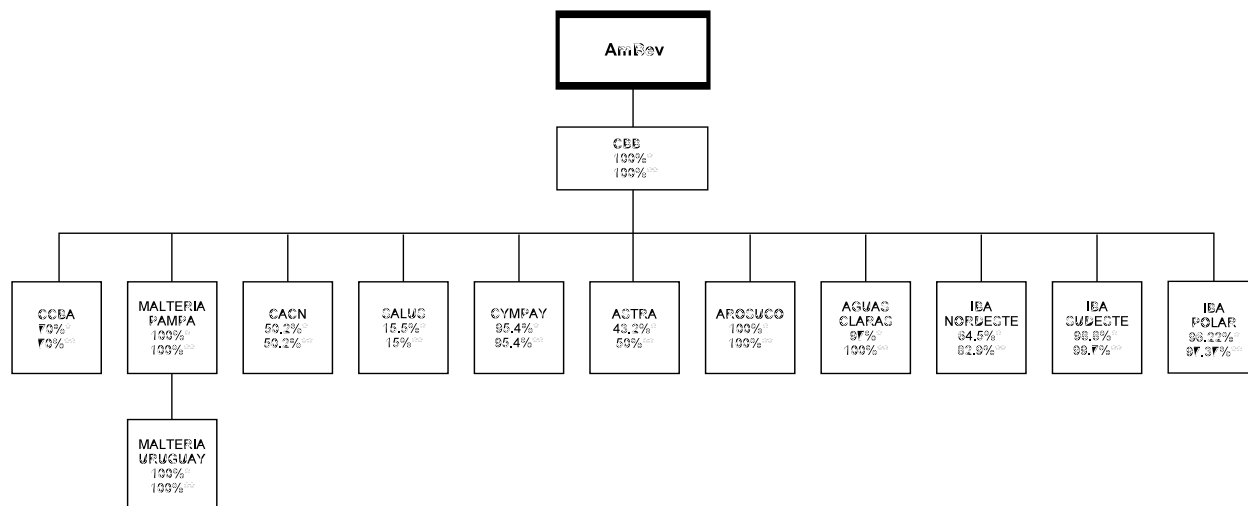 AmBev
CBB
100%*
100%**
CCBA
70%*
70%**
MALTERIA
PAMPA
100%*
100%**
CACN
50.2%*
50.2%**
SALUS
15.5%*
15%**
CYMPAY
95.4%*
95.4%**
ASTRA
43.2%*
50%**
AROSUCO
100%*
100%**
AGUAS
CLARAS
97%*
100%**
IBA
NORDESTE
64.5%*
82.9%**
IBA
SUDESTE
98.8%*
99.7%**
IBA
POLAR
96.22%*
97.37%**
MALTERIA
URUGUAY
100%*
100%**